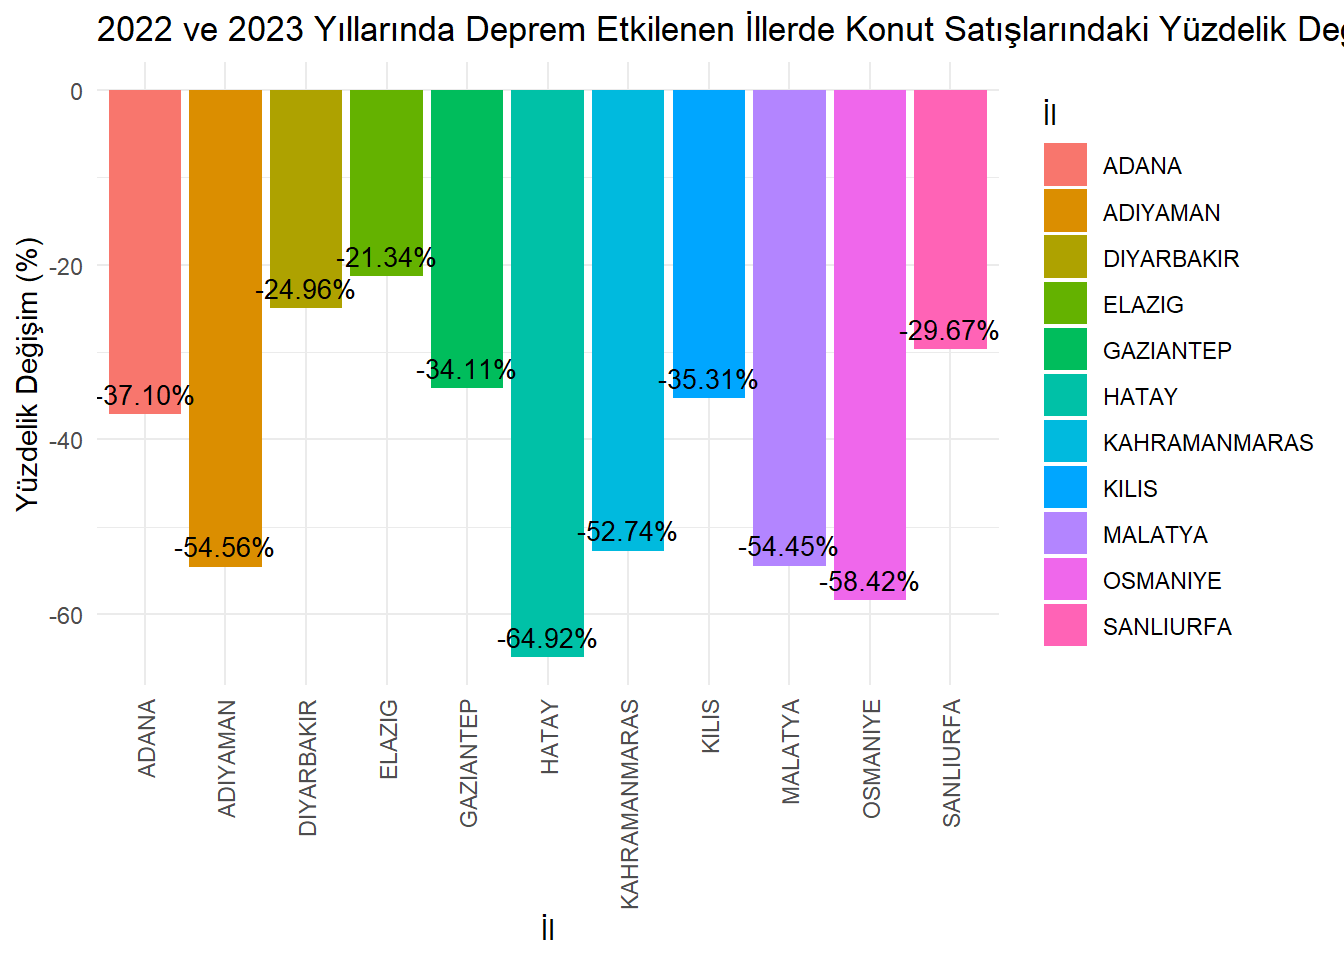 2022 ve 2023 Yıllarında Deprem Etkilenen İllerde Konut Satışlarındaki Yüzdelik
Yüzdelik Değişim (%)
0
-20
-40
-60
-37.10%
-54.56%
-24.96%
-21.34%
-34.11%
-64.92%
-52.74%
-35.31%
-54.45%
-58.42%
-29.67%
ADANA
ADIYAMAN
DIYARBAKIR
ELAZIG
GAZIANTEP
HATAY
KAHRAMANMARAS
KILIS
MALATYA
OSMANIYE
SANLIURFA
İl
İl
ADANA
ADIYAMAN
DIYARBAKIR
ELAZIG
GAZIANTEP
HATAY
KAHRAMANMARAS
KILIS
MALATYA
OSMANIYE
SANLIURFA